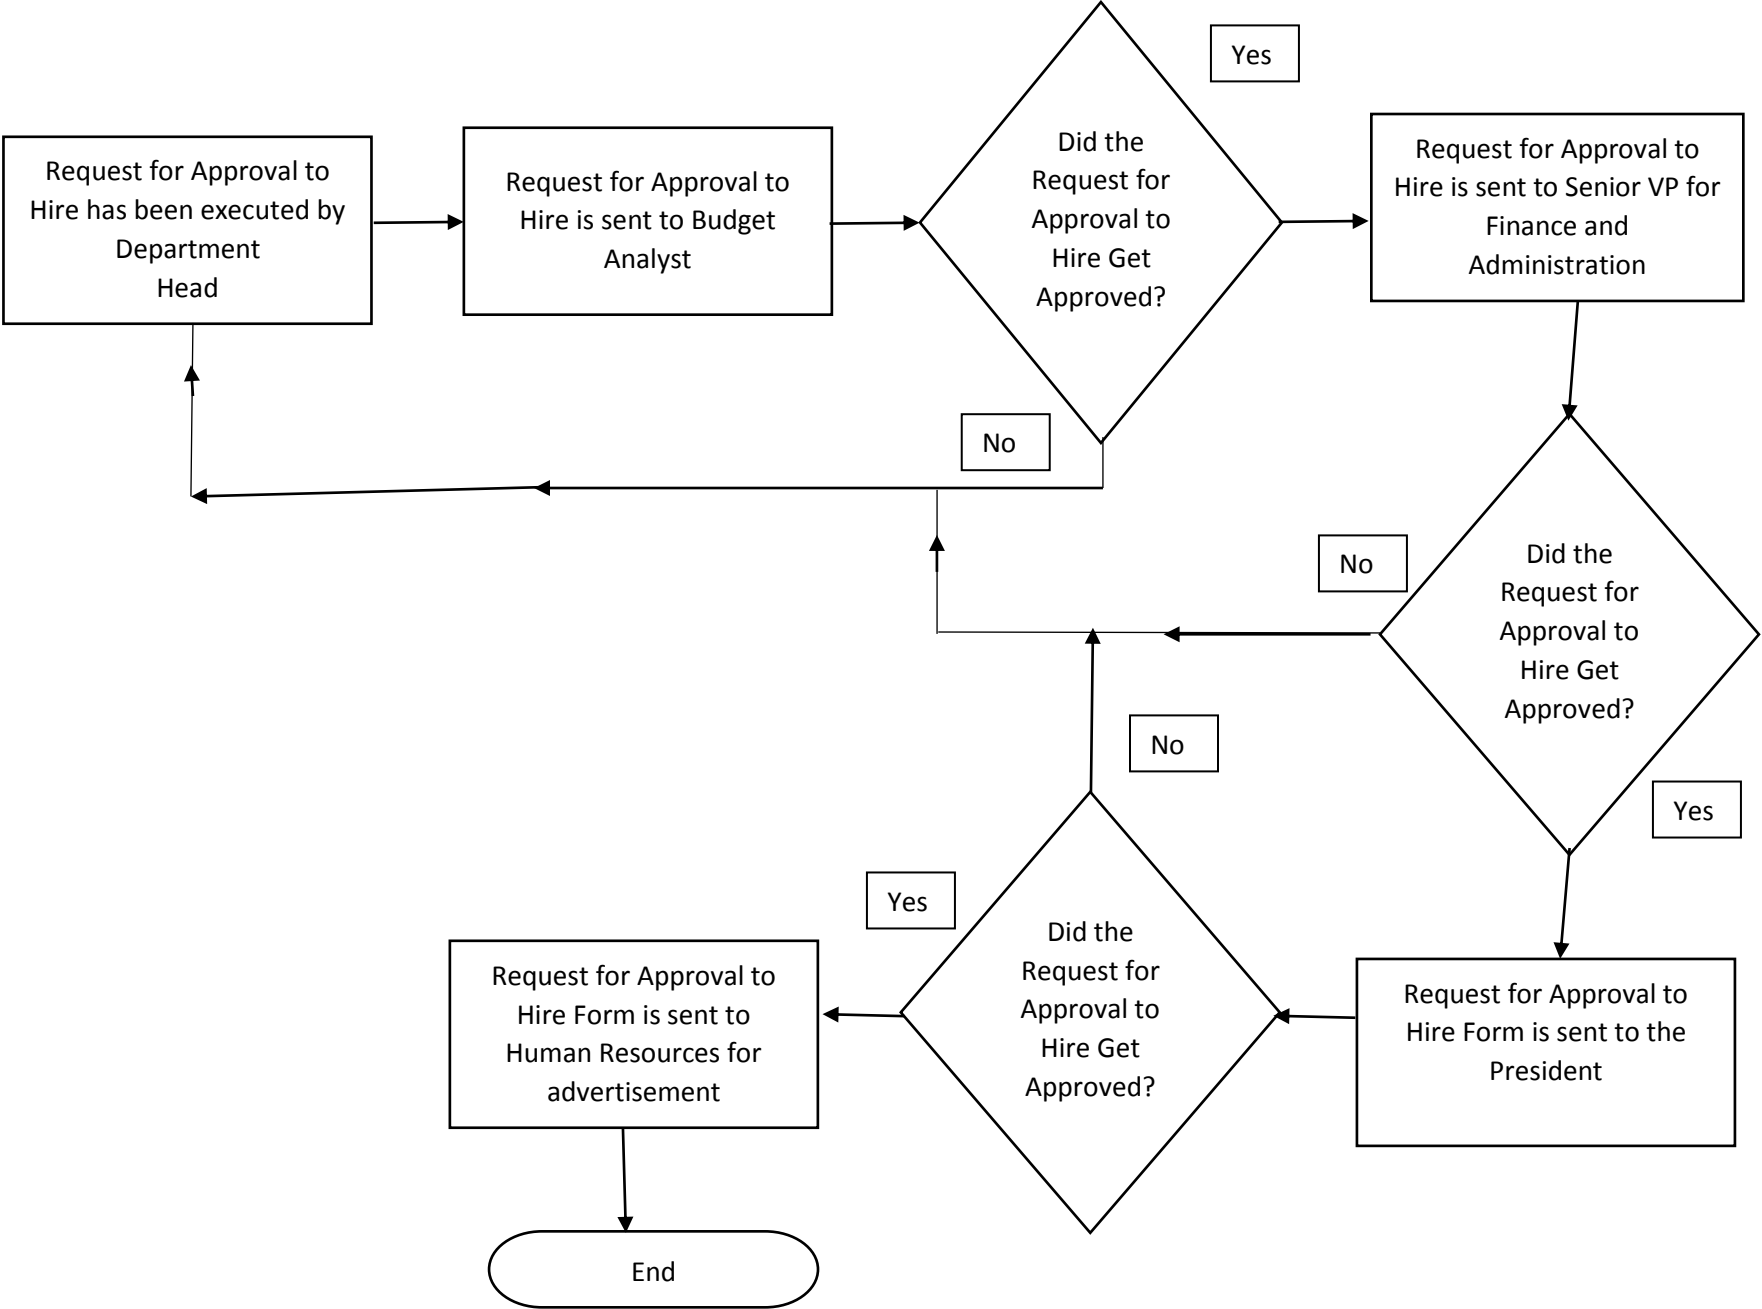 Request for Approval to
Hire has been executed by
Department
Head
Request for Approval to
Hire is sent to Budget
Analyst
Did the
Request for
Approval to
Hire Get
Approved?
Yes
Request for Approval to
Hire is sent to Senior VP for
Finance and
Administration
No
No
Did the
Request for
Approval to
Hire Get
Approved?
Yes
No
Yes
Request for Approval to
Hire Form is sent to the
President
Did the
Request for
Approval to
Hire Get
Approved?
Request for Approval to
Hire Form is sent to
Human Resources for
advertisement
End